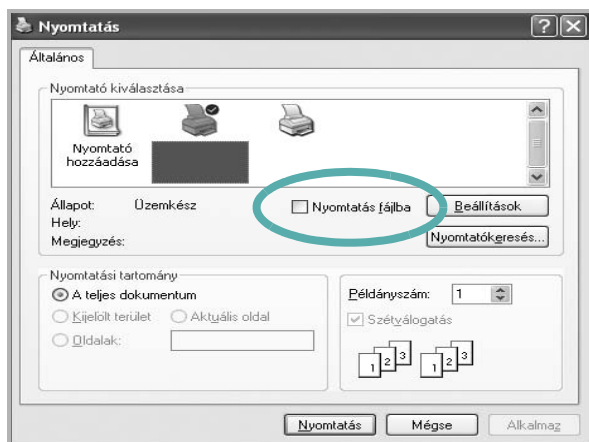 Nyomtatás
Általános
Nyomtató kiválasztása
Nyomtató
hozzáadása
Állapot: Üzemkész
Nyomtatás fájlba
Beállítások
Hely:
Megjegyzés:
Nyomtatókeresés...
Nyomtatási tartomány
A teljes dokumentum
Kijelölt terület
Aktuális oldal
Oldalak:
Példányszám: 1
Szétválogatás
1 2 3 1 2 3
Nyomtatás
Mégse
Alkalmaz